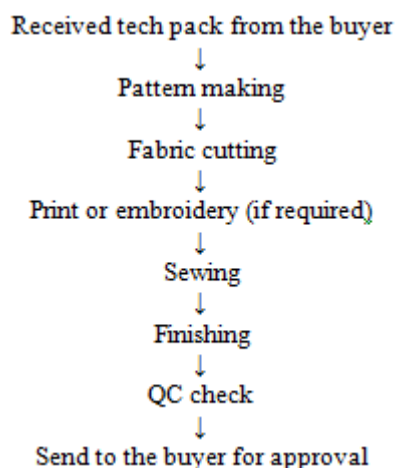 Received tech pack from the buyer
↓
Pattern making
↓
Fabric cutting
↓
Print or embroidery (if required)
↓
Sewing
↓
Finishing
↓
QC check
↓
Send to the buyer for approval